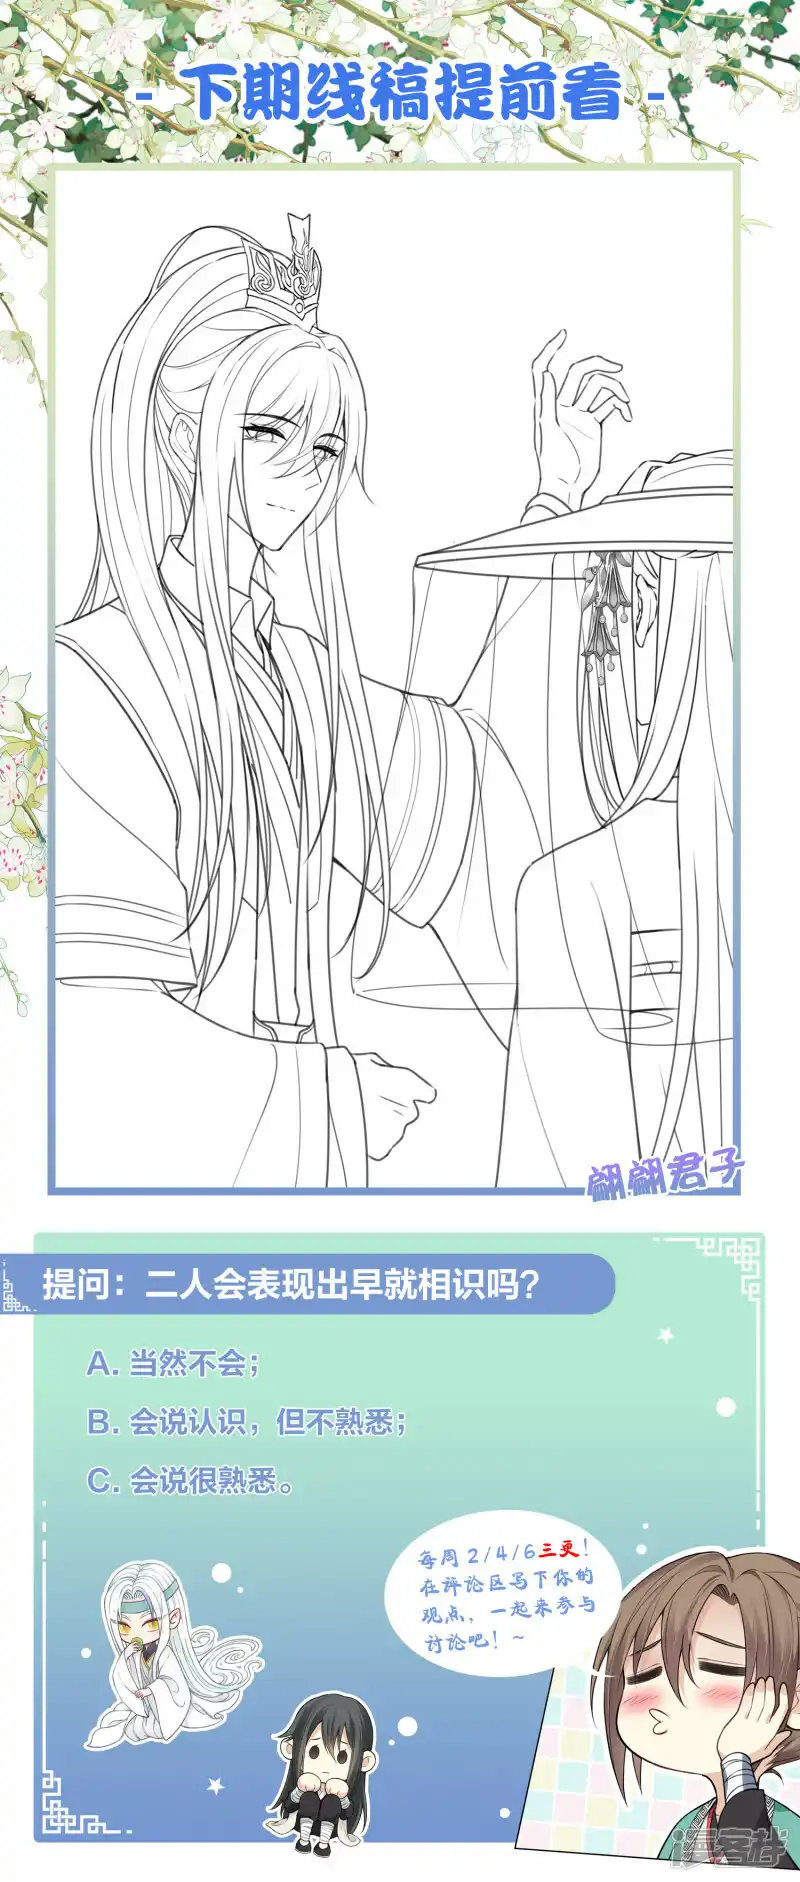 - 下期线稿提前看 -
翩翩君子
提问：二人会表现出早就相识吗？
A. 当然不会；
B. 会说认识，但不熟悉；
C. 会说很熟悉。
每周 2/4/6三更！
在评论区写下你的
观点，一起来参与
讨论吧！~
漫客栈